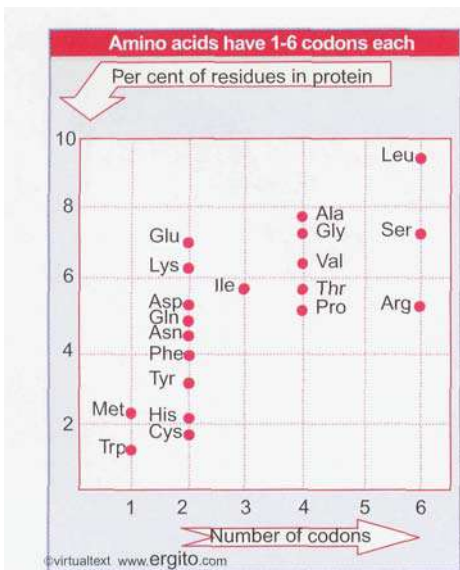 Amino acids have 1-6 codons each
Per cent of residues in protein
10
Leu
8
Ala
Glu
Gly
Ser
Lys
Val
6
Ile
Asp
Thr
Gln
Pro
Arg
Asn
4
Phe
Tyr
Met
His
2
Cys
Trp
1 2 3 4 5 6
Number of codons
©virtualtext www.ergito.com